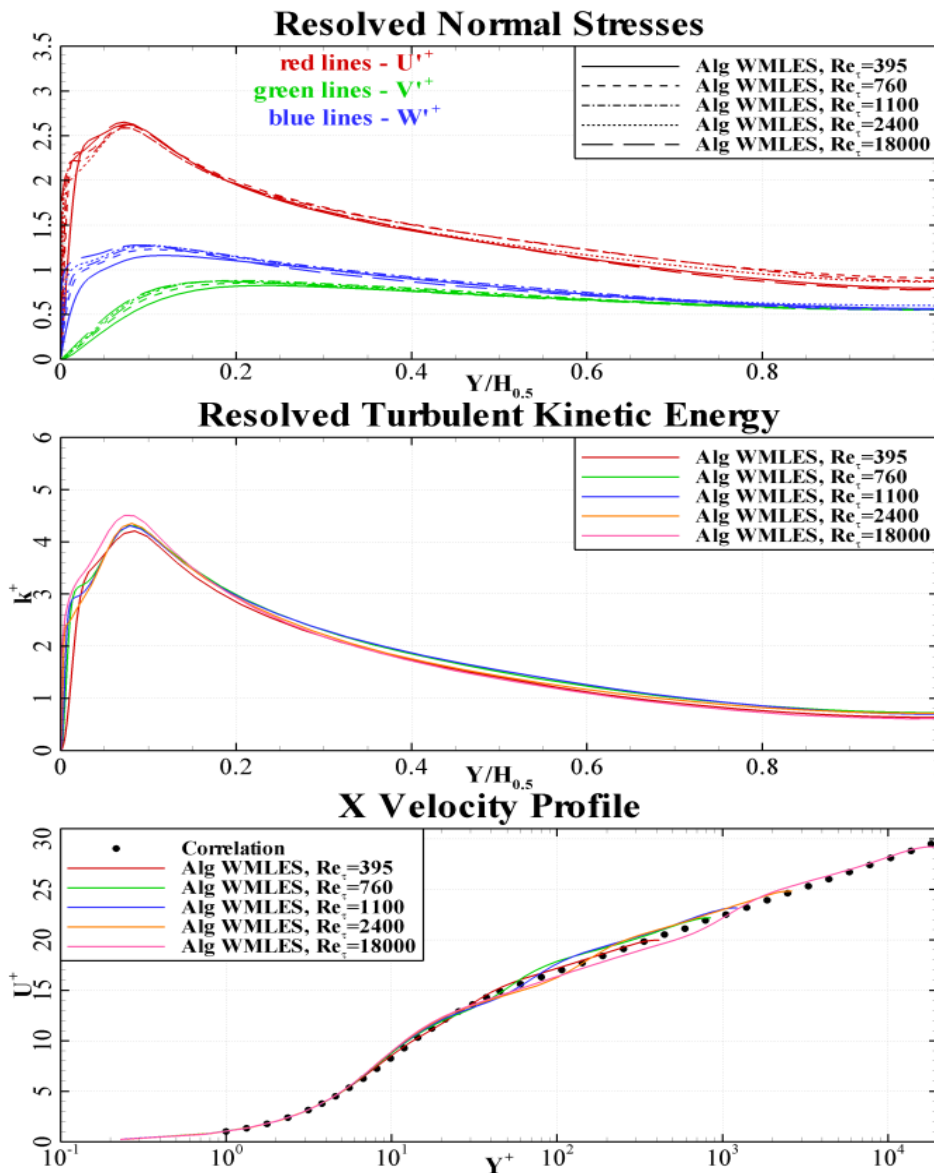 Resolved Normal Stresses
red lines - U'⁺
green lines - V'⁺
blue lines - W'⁺
Alg WMLES, Reτ=395
Alg WMLES, Reτ=760
Alg WMLES, Reτ=1100
Alg WMLES, Reτ=2400
Alg WMLES, Reτ=18000
3.5
3
2.5
2
1.5
1
0.5
0
0
0.2
0.4
0.6
0.8
Y/H0.5
Resolved Turbulent Kinetic Energy
Alg WMLES, Reτ=395
Alg WMLES, Reτ=760
Alg WMLES, Reτ=1100
Alg WMLES, Reτ=2400
Alg WMLES, Reτ=18000
k⁺
6
5
4
3
2
1
0
0
0.2
0.4
0.6
0.8
Y/H0.5
X Velocity Profile
Correlation
Alg WMLES, Reτ=395
Alg WMLES, Reτ=760
Alg WMLES, Reτ=1100
Alg WMLES, Reτ=2400
Alg WMLES, Reτ=18000
U⁺
30
25
20
15
10
5
0
10⁻¹
10⁰
10¹
10²
10³
10⁴
Y⁺